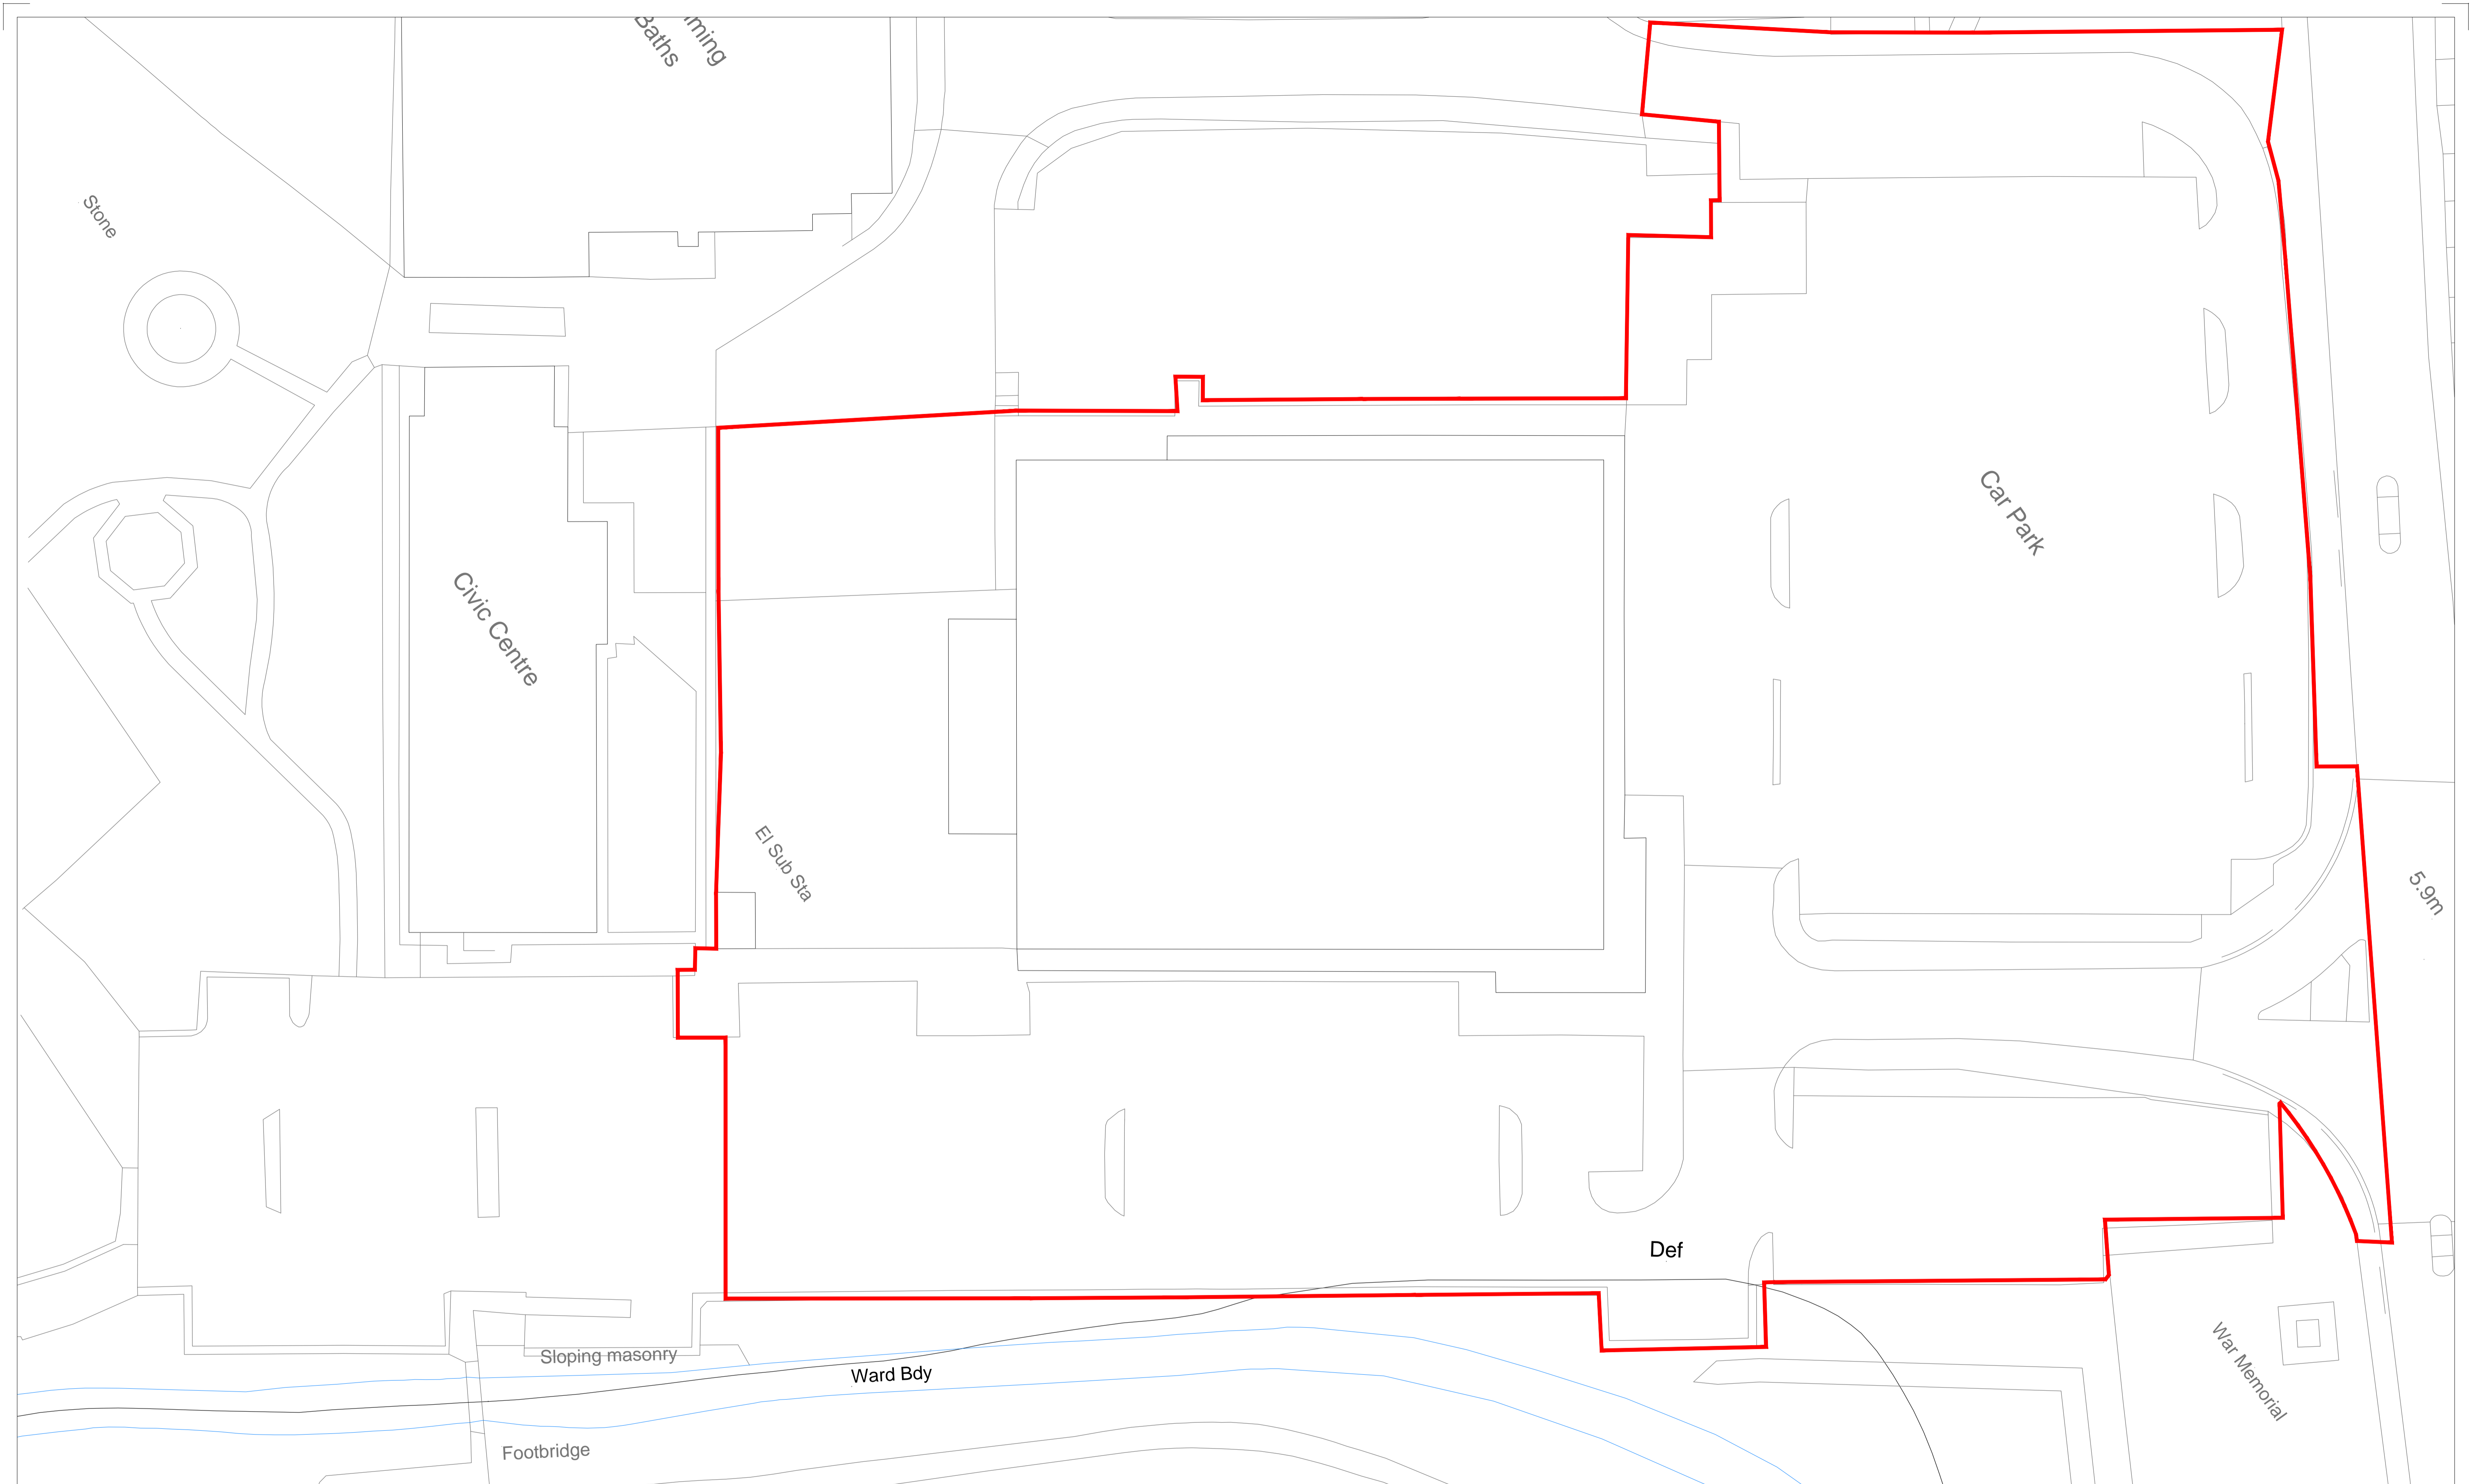 Baths
Stone
Civic Centre
Car Park
El Sub Sta
5.9m
Def
War Memorial
Sloping masonry
Ward Bdy
Footbridge